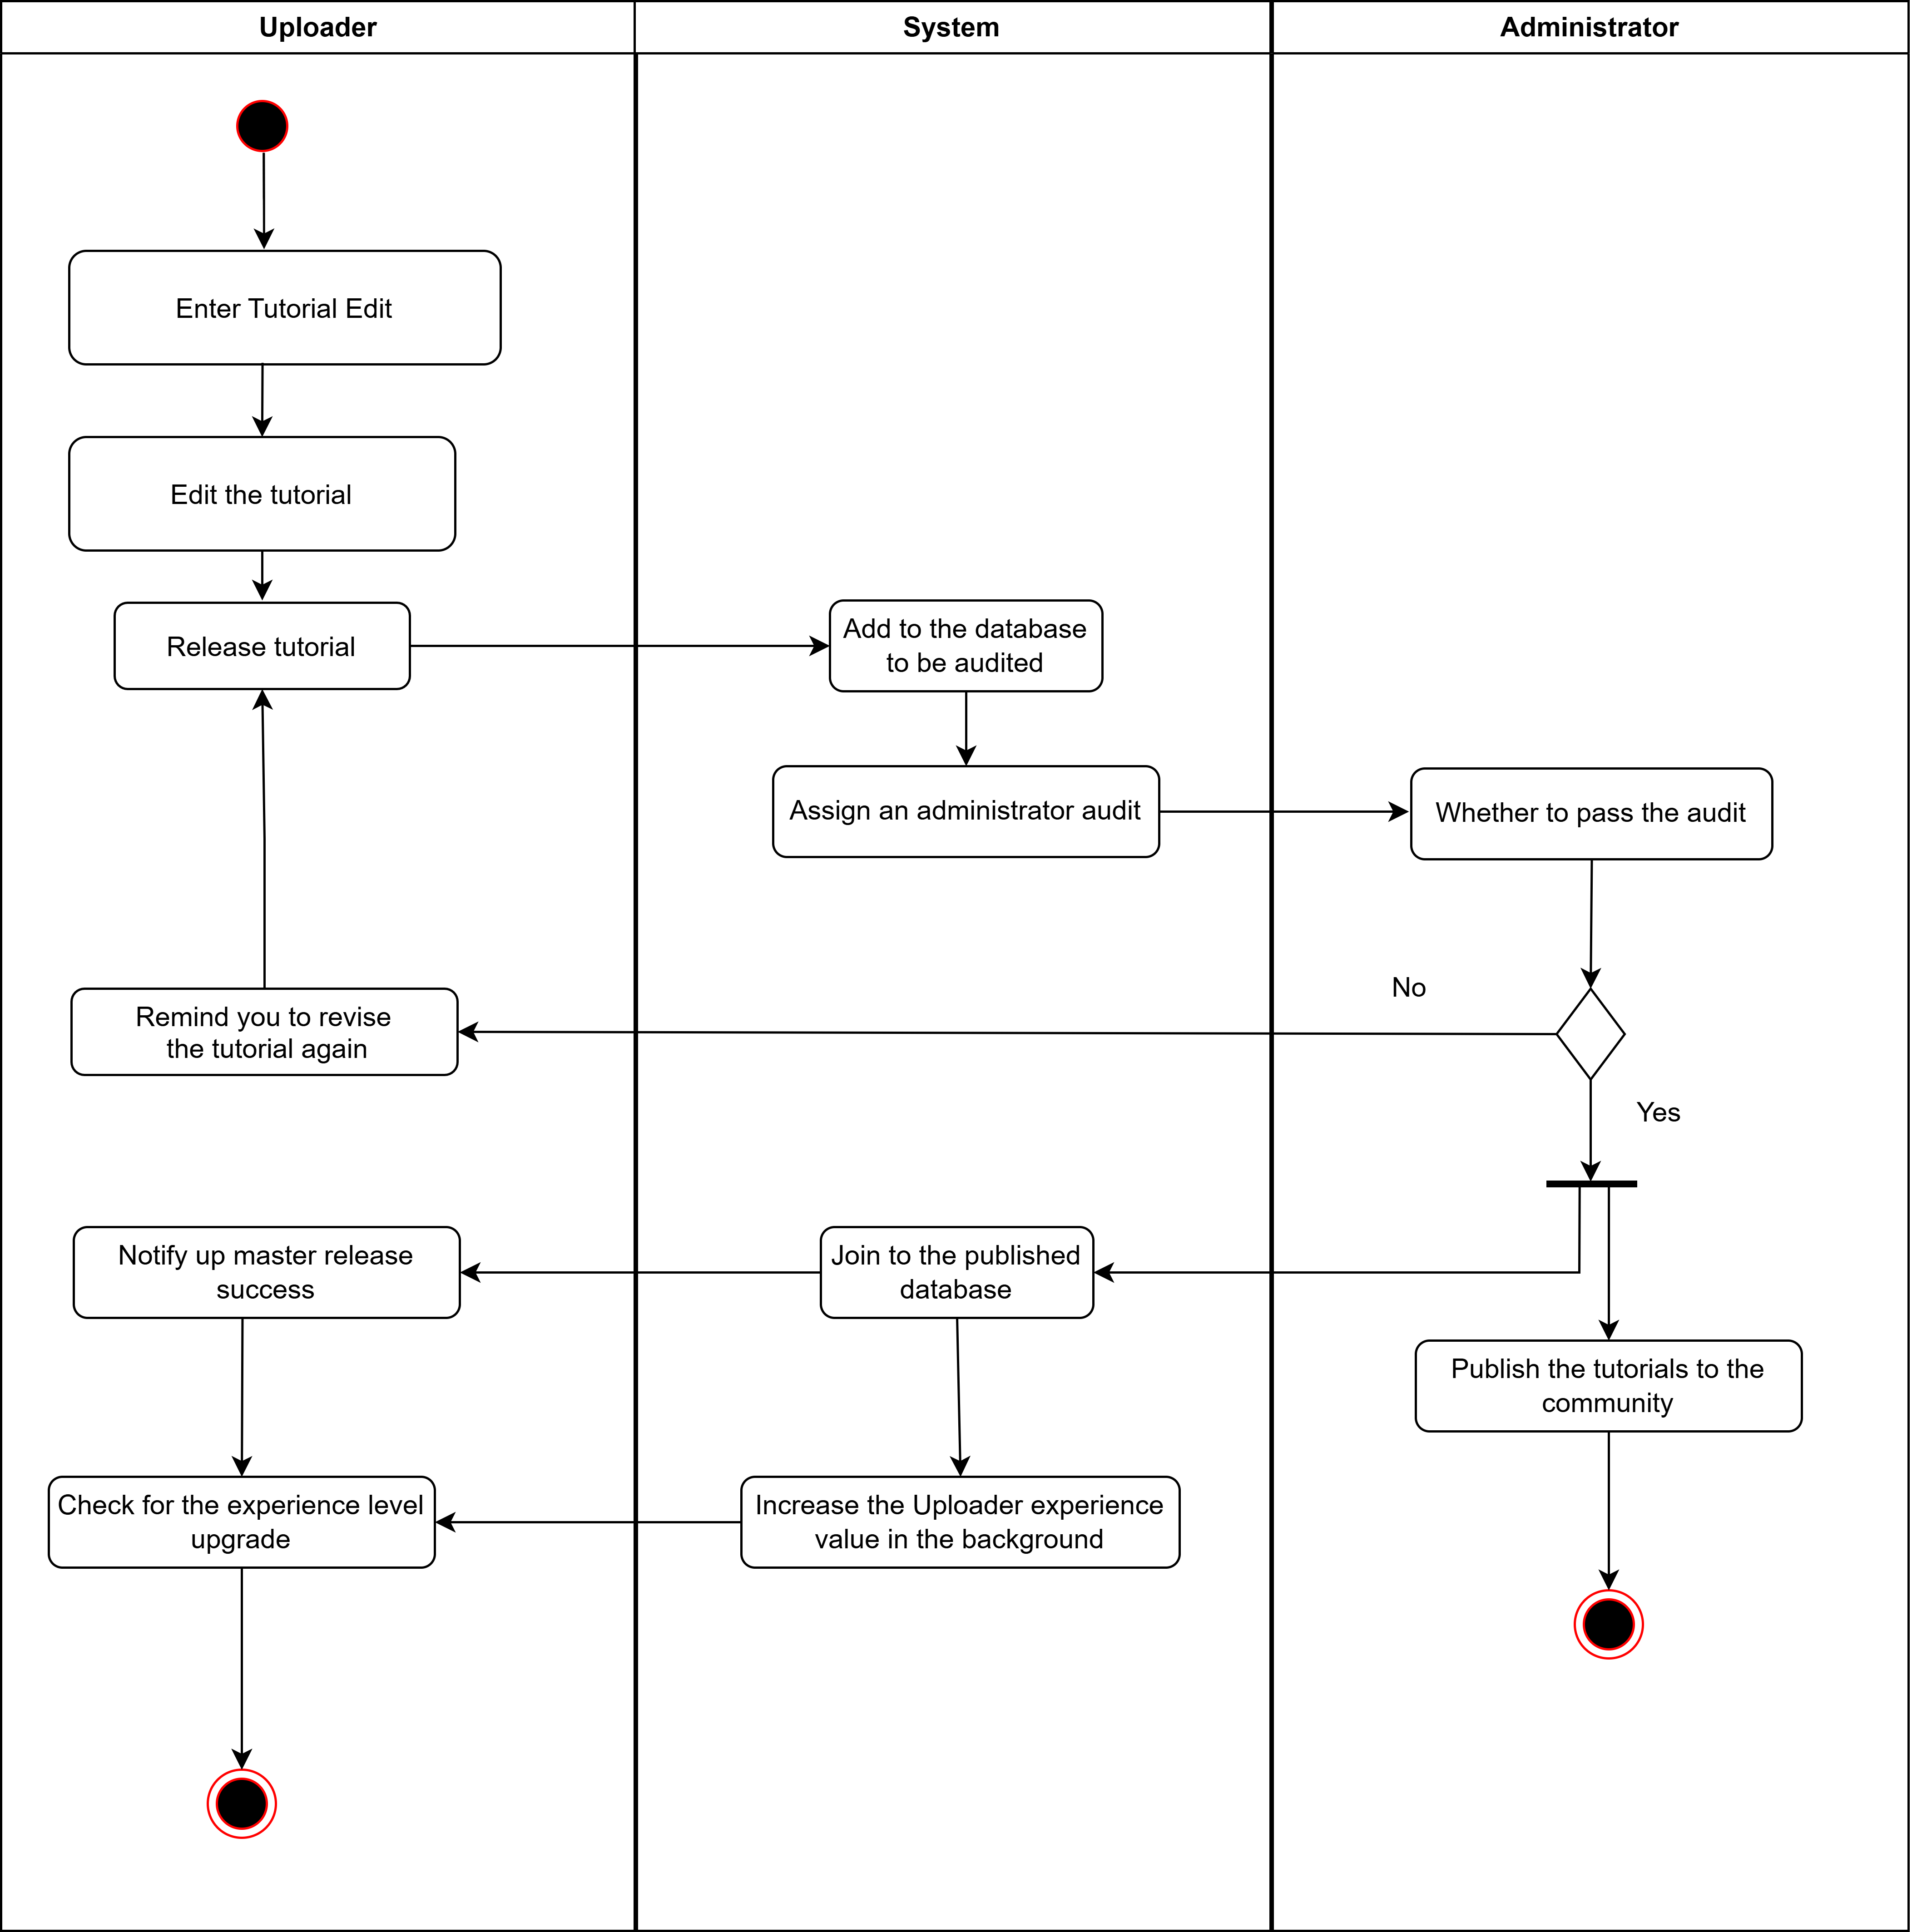 Uploader
System
Administrator
Enter Tutorial Edit
Edit the tutorial
Release tutorial
Add to the database
to be audited
Assign an administrator audit
Whether to pass the audit
No
Remind you to revise
the tutorial again
Yes
Notify up master release
success
Join to the published
database
Publish the tutorials to the
community
Check for the experience level
upgrade
Increase the Uploader experience
value in the background